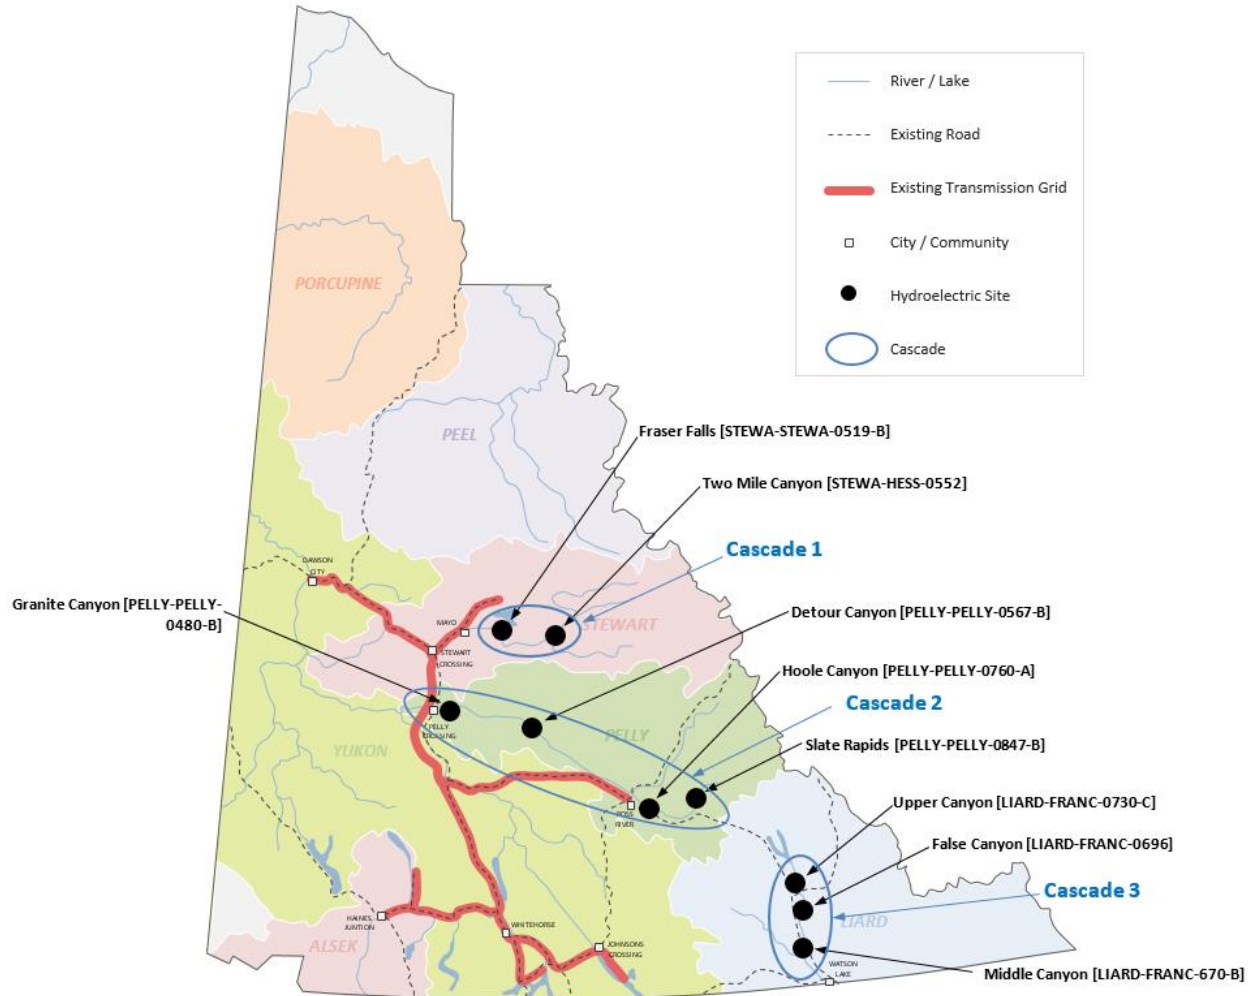 River / Lake
Existing Road
Existing Transmission Grid
City / Community
Hydroelectric Site
Cascade
PORCUPINE
PEEL
Fraser Falls [STEWA-STEWA-0519-B]
Two Mile Canyon [STEWA-HESS-0552]
Cascade 1
DAWSON
CITY
Granite Canyon [PELLY-PELLY-
0480-B]
Detour Canyon [PELLY-PELLY-0567-B]
MAYO
STEWART
STEWART
CROSSING
Hoole Canyon [PELLY-PELLY-0760-A]
Cascade 2
PELLY
CROSSING
PELLY
YUKON
Slate Rapids [PELLY-PELLY-0847-B]
ROSS
RIVER
Upper Canyon [LIARD-FRANC-0730-C]
False Canyon [LIARD-FRANC-0696]
Cascade 3
HAINES
JUNTION
WHITEHORSE
LIARD
ALSEK
JOHNSONS
CROSSING
WATSON
LAKE
Middle Canyon [LIARD-FRANC-670-B]